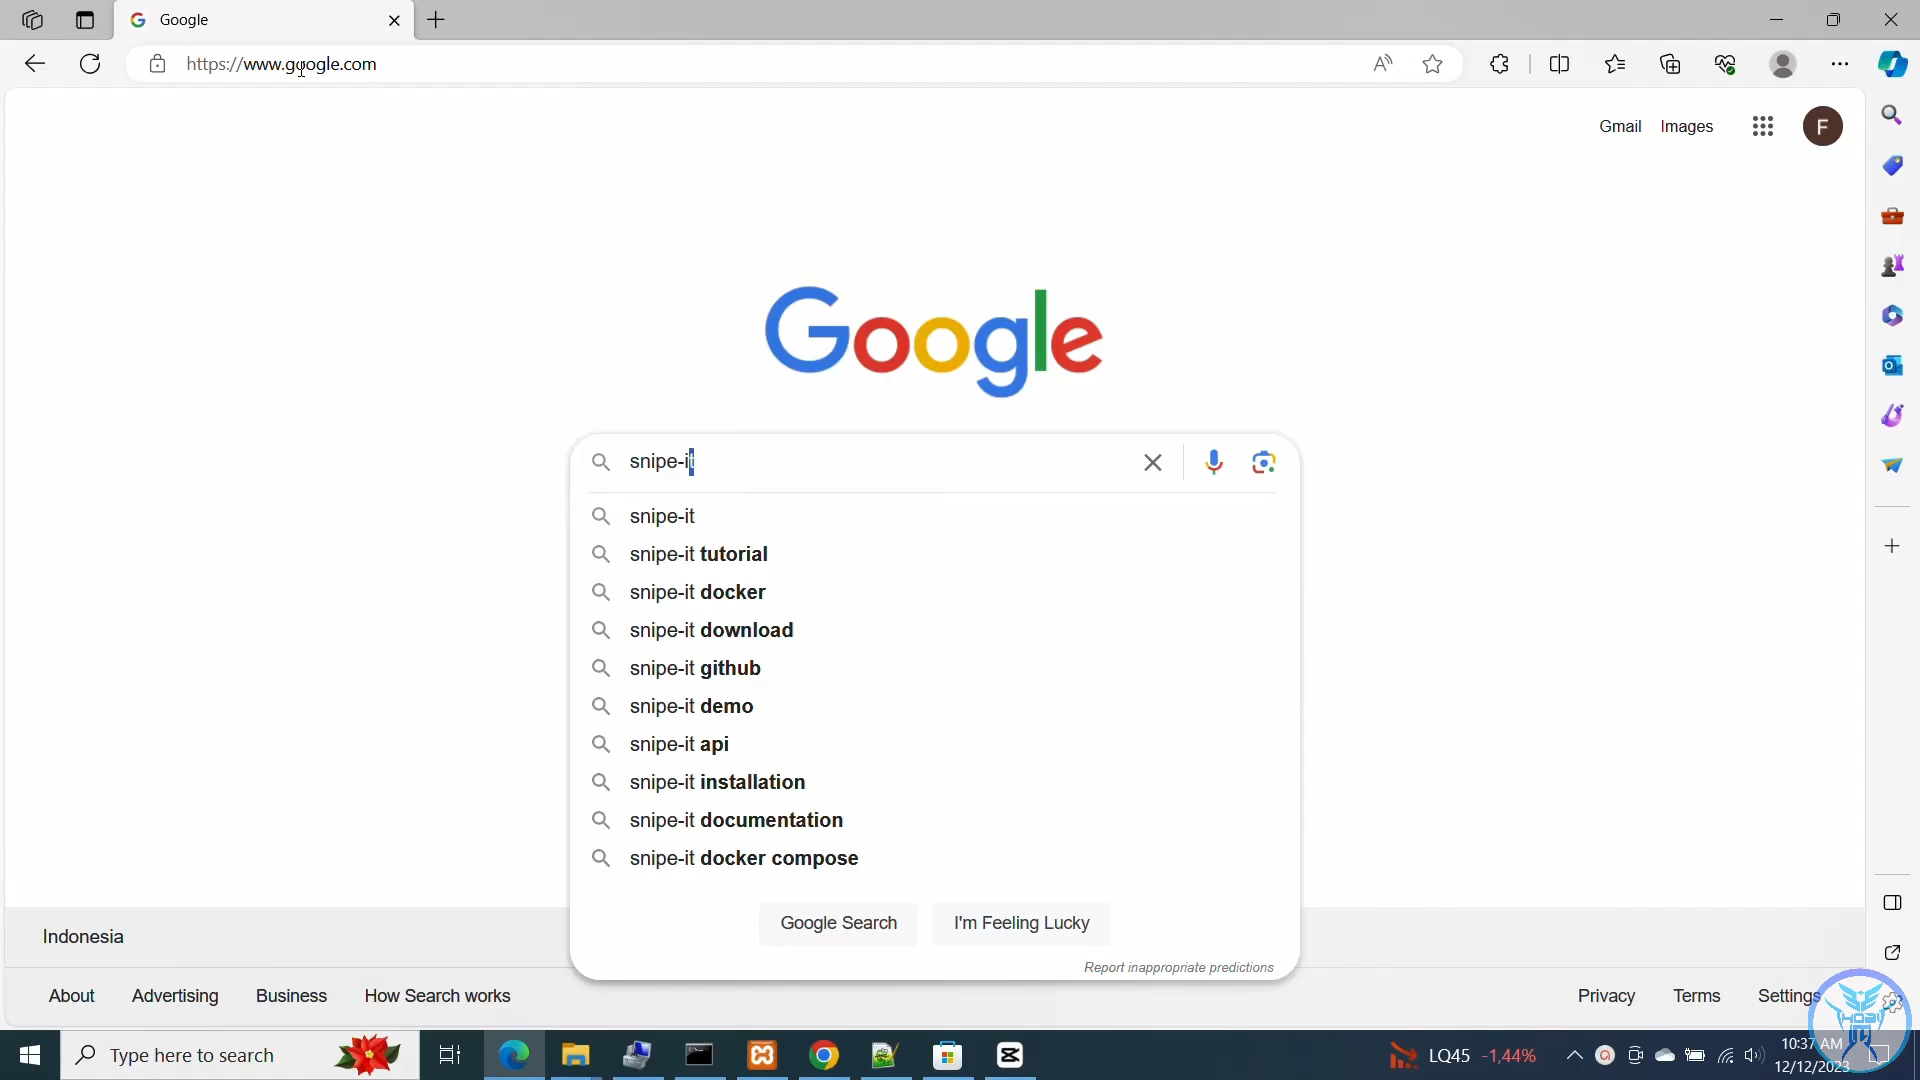 Google
https://www.google.com
Gmail
Images
F
Google
snipe-it
snipe-it
snipe-it tutorial
snipe-it docker
snipe-it download
snipe-it github
snipe-it demo
snipe-it api
snipe-it installation
snipe-it documentation
snipe-it docker compose
Google Search
I'm Feeling Lucky
Report inappropriate predictions
Indonesia
About
Advertising
Business
How Search works
Privacy
Terms
Settings
Type here to search
LQ45 -1,44%
10:37 AM
12/12/2023